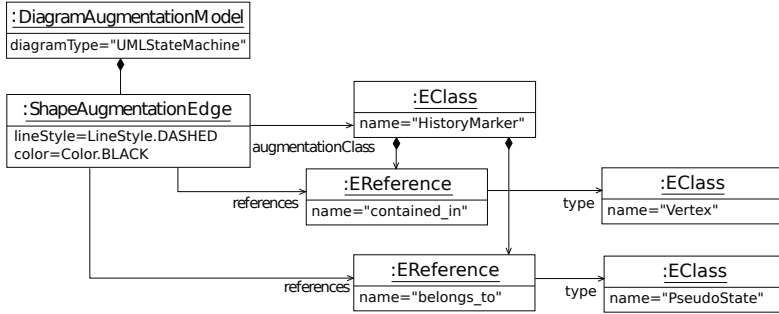 :DiagramAugmentationModel
diagramType="UMLStateMachine"
:ShapeAugmentationEdge
lineStyle=LineStyle.DASHED
color=Color.BLACK
:EClass
name="HistoryMarker"
augmentationClass
:EReference
name="contained_in"
references
:EClass
name="Vertex"
type
:EReference
name="belongs_to"
references
:EClass
name="PseudoState"
type